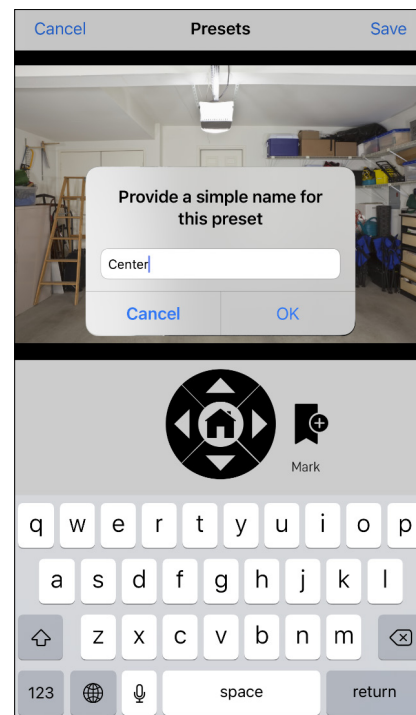 Cancel Presets Save
Provide a simple name for
this preset
Center
Cancel OK
Mark
q w e r t y u i o p
a s d f g h j k l
z x c v b n m
123 space return